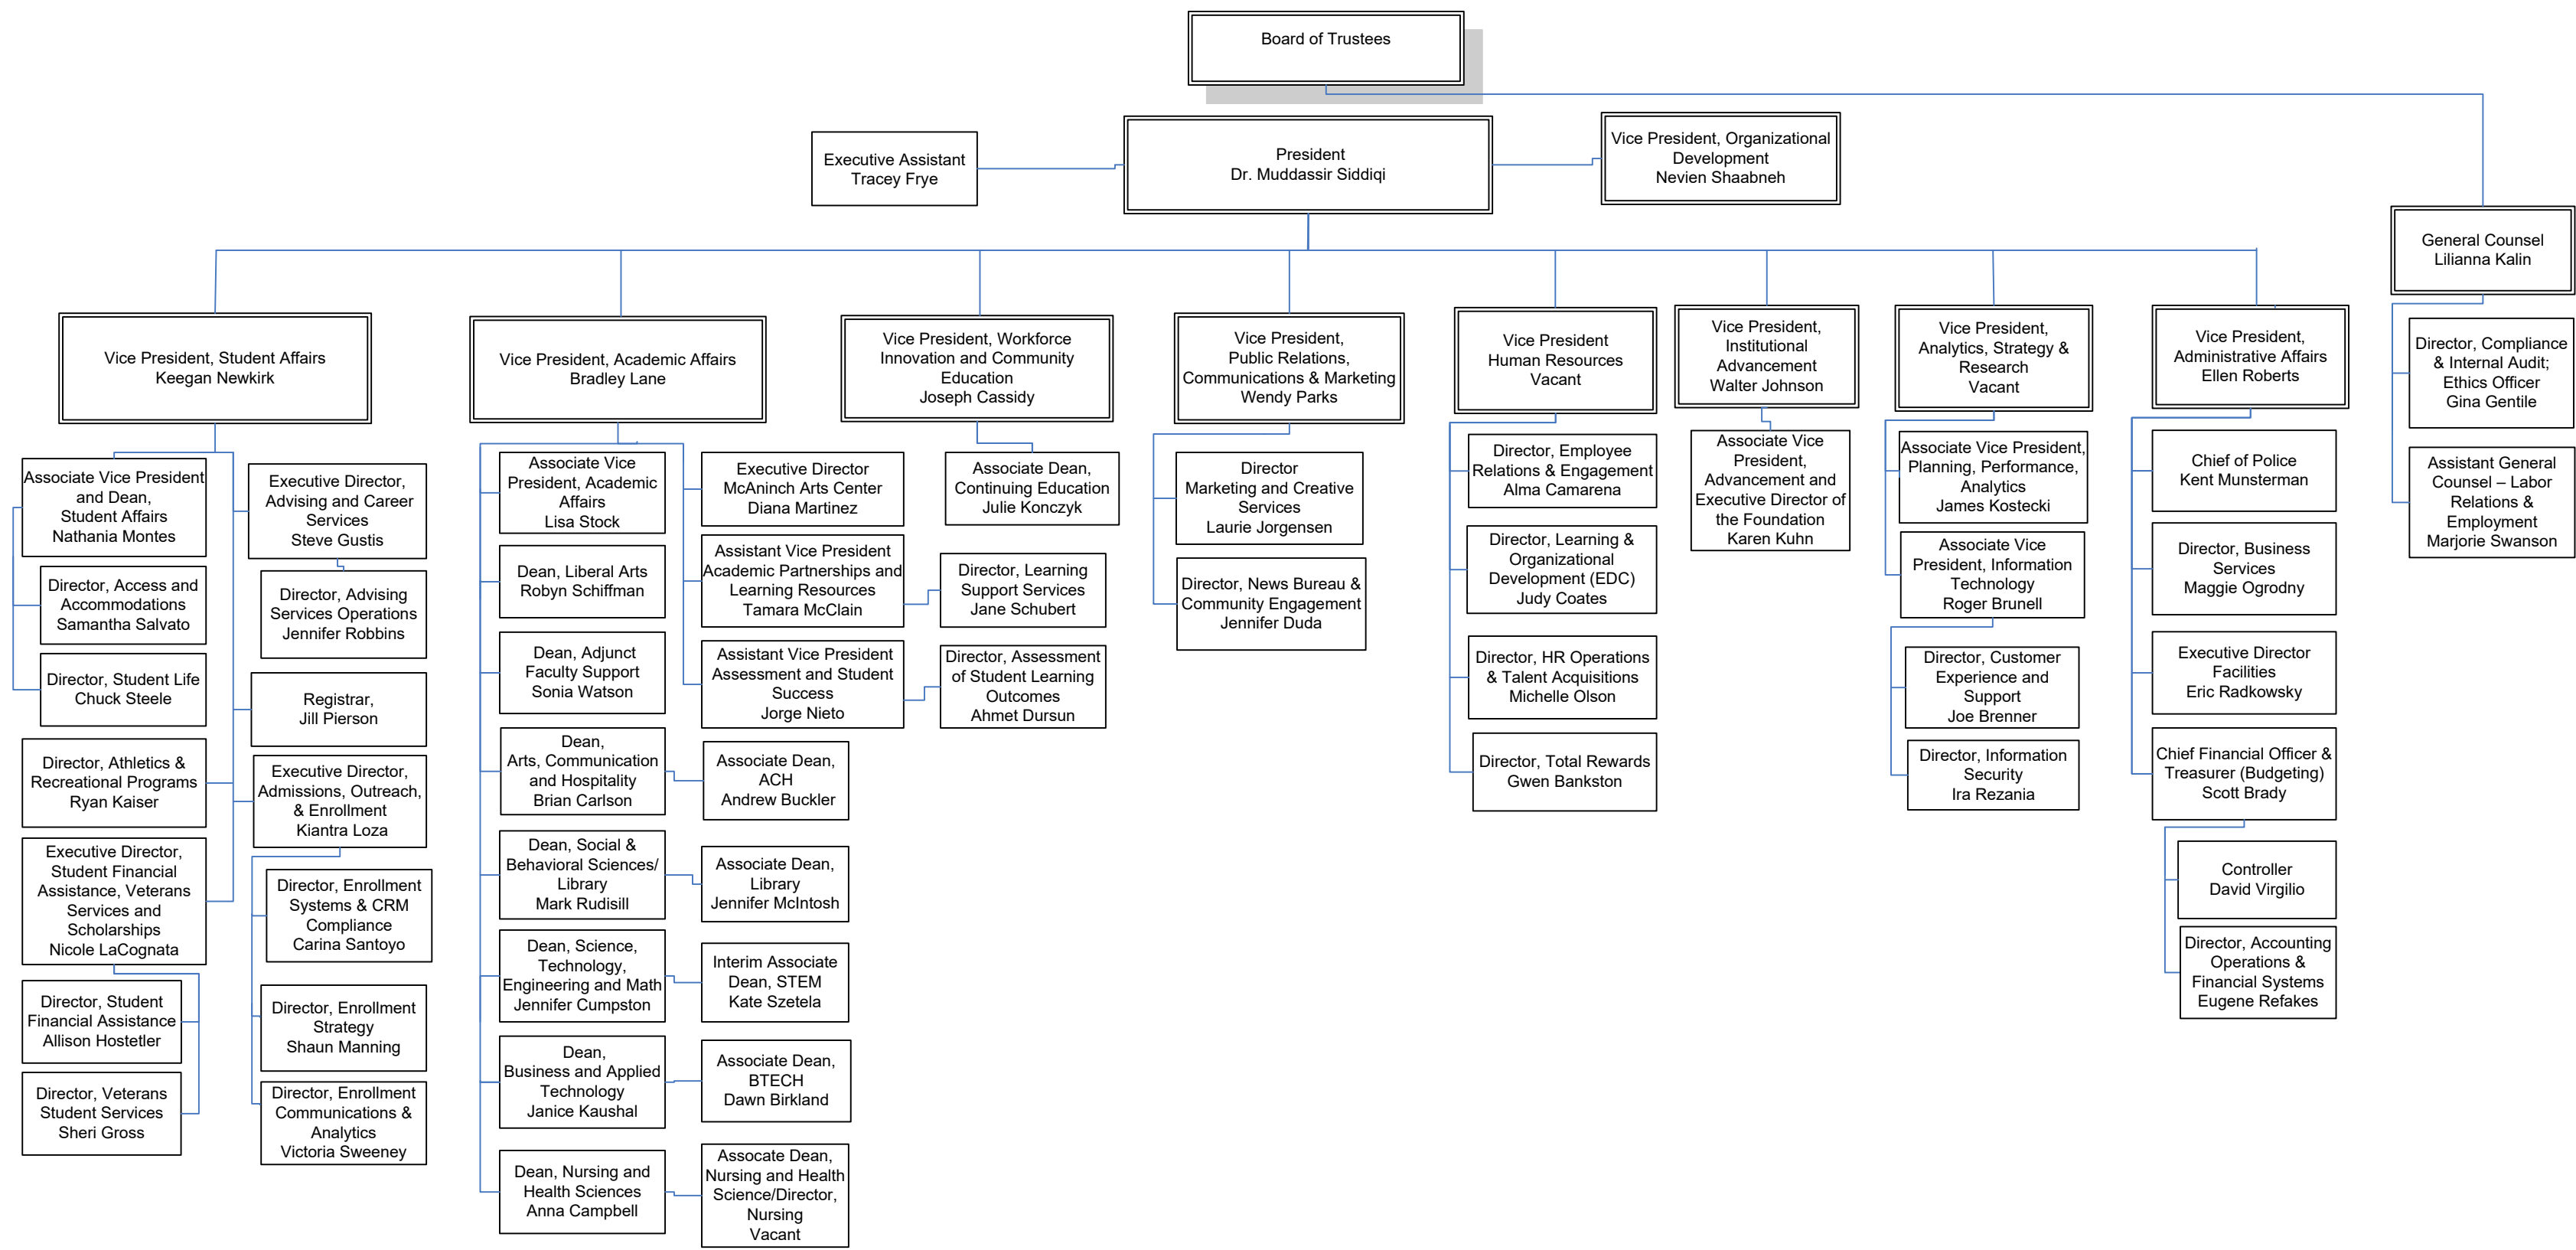 Board of Trustees
Executive Assistant
Tracey Frye
President
Dr. Muddassir Siddiqi
Vice President, Organizational
Development
Nevien Shaabneh
General Counsel
Lilianna Kalin
Vice President, Student Affairs
Keegan Newkirk
Vice President, Academic Affairs
Bradley Lane
Vice President, Workforce
Innovation and Community
Education
Joseph Cassidy
Vice President,
Public Relations,
Communications & Marketing
Wendy Parks
Vice President
Human Resources
Vacant
Vice President,
Institutional
Advancement
Walter Johnson
Vice President,
Analytics, Strategy &
Research
Vacant
Vice President,
Administrative Affairs
Ellen Roberts
Director, Compliance
& Internal Audit;
Ethics Officer
Gina Gentile
Assistant General
Counsel – Labor
Relations &
Employment
Marjorie Swanson
Associate Vice President
and Dean,
Student Affairs
Nathania Montes
Director, Access and
Accommodations
Samantha Salvato
Director, Student Life
Chuck Steele
Director, Athletics &
Recreational Programs
Ryan Kaiser
Executive Director,
Student Financial
Assistance, Veterans
Services and
Scholarships
Nicole LaCognata
Director, Student
Financial Assistance
Allison Hostetler
Director, Veterans
Student Services
Sheri Gross
Executive Director,
Advising and Career
Services
Steve Gustis
Director, Advising
Services Operations
Jennifer Robbins
Registrar,
Jill Pierson
Executive Director,
Admissions, Outreach,
& Enrollment
Kiantra Loza
Director, Enrollment
Systems & CRM
Compliance
Carina Santoyo
Director, Enrollment
Strategy
Shaun Manning
Director, Enrollment
Communications &
Analytics
Victoria Sweeney
Associate Vice
President, Academic
Affairs
Lisa Stock
Dean, Liberal Arts
Robyn Schiffman
Dean, Adjunct
Faculty Support
Sonia Watson
Dean,
Arts, Communication
and Hospitality
Brian Carlson
Dean, Social &
Behavioral Sciences/
Library
Mark Rudisill
Dean, Science,
Technology,
Engineering and Math
Jennifer Cumpston
Dean,
Business and Applied
Technology
Janice Kaushal
Dean, Nursing and
Health Sciences
Anna Campbell
Executive Director
McAninch Arts Center
Diana Martinez
Assistant Vice President
Academic Partnerships and
Learning Resources
Tamara McClain
Assistant Vice President
Assessment and Student
Success
Jorge Nieto
Associate Dean,
ACH
Andrew Buckler
Associate Dean,
Library
Jennifer McIntosh
Interim Associate
Dean, STEM
Kate Szetela
Associate Dean,
BTECH
Dawn Birkland
Assocate Dean,
Nursing and Health
Science/Director,
Nursing
Vacant
Associate Dean,
Continuing Education
Julie Konczyk
Director, Learning
Support Services
Jane Schubert
Director, Assessment
of Student Learning
Outcomes
Ahmet Dursun
Director
Marketing and Creative
Services
Laurie Jorgensen
Director, News Bureau &
Community Engagement
Jennifer Duda
Director, Employee
Relations & Engagement
Alma Camarena
Director, Learning &
Organizational
Development (EDC)
Judy Coates
Director, HR Operations
& Talent Acquisitions
Michelle Olson
Director, Total Rewards
Gwen Bankston
Associate Vice
President,
Advancement and
Executive Director of
the Foundation
Karen Kuhn
Associate Vice President,
Planning, Performance,
Analytics
James Kostecki
Associate Vice
President, Information
Technology
Roger Brunell
Director, Customer
Experience and
Support
Joe Brenner
Director, Information
Security
Ira Rezania
Chief of Police
Kent Munsterman
Director, Business
Services
Maggie Ogrodny
Executive Director
Facilities
Eric Radkowsky
Chief Financial Officer &
Treasurer (Budgeting)
Scott Brady
Controller
David Virgilio
Director, Accounting
Operations &
Financial Systems
Eugene Refakes